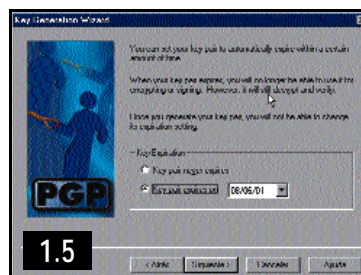 Key Generation Wizard
You can set your key pair to automatically expire within a certain
amount of time.
When your key pair expires, you will no longer be able to use it for
encrypting or signing. However, it will still decrypt and verify.
Once you generate your key pair, you will not be able to change
its expiration setting.
Key Expiration
Key pair never expires
Key pair expires on 08/06/01
PGP
1.5
< Atrás Siguiente > Cancelar Ayuda